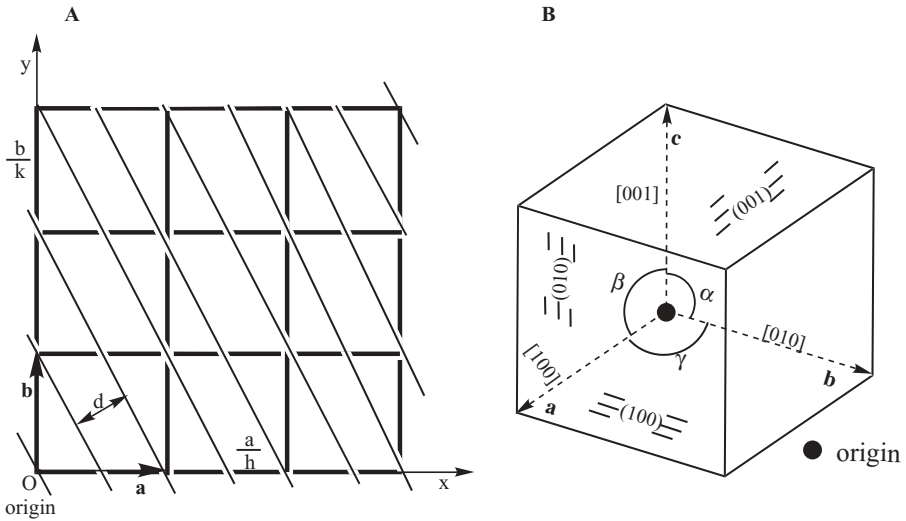 A
y
b
k
b
d
a
h
O
a
x
origin
B
c
[001]
(001)
(010)
β
α
[010]
[100]
γ
b
a
(100)
origin